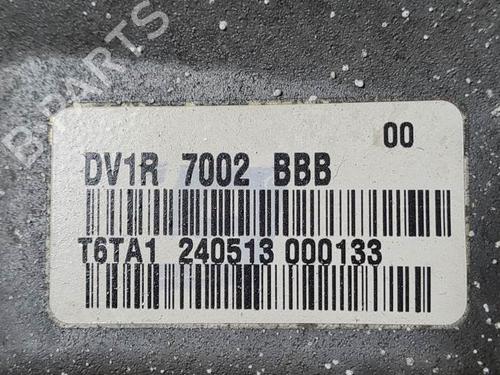 B-PARTS
00
DV1R 7002 BBB
T6TA1 240513 000133